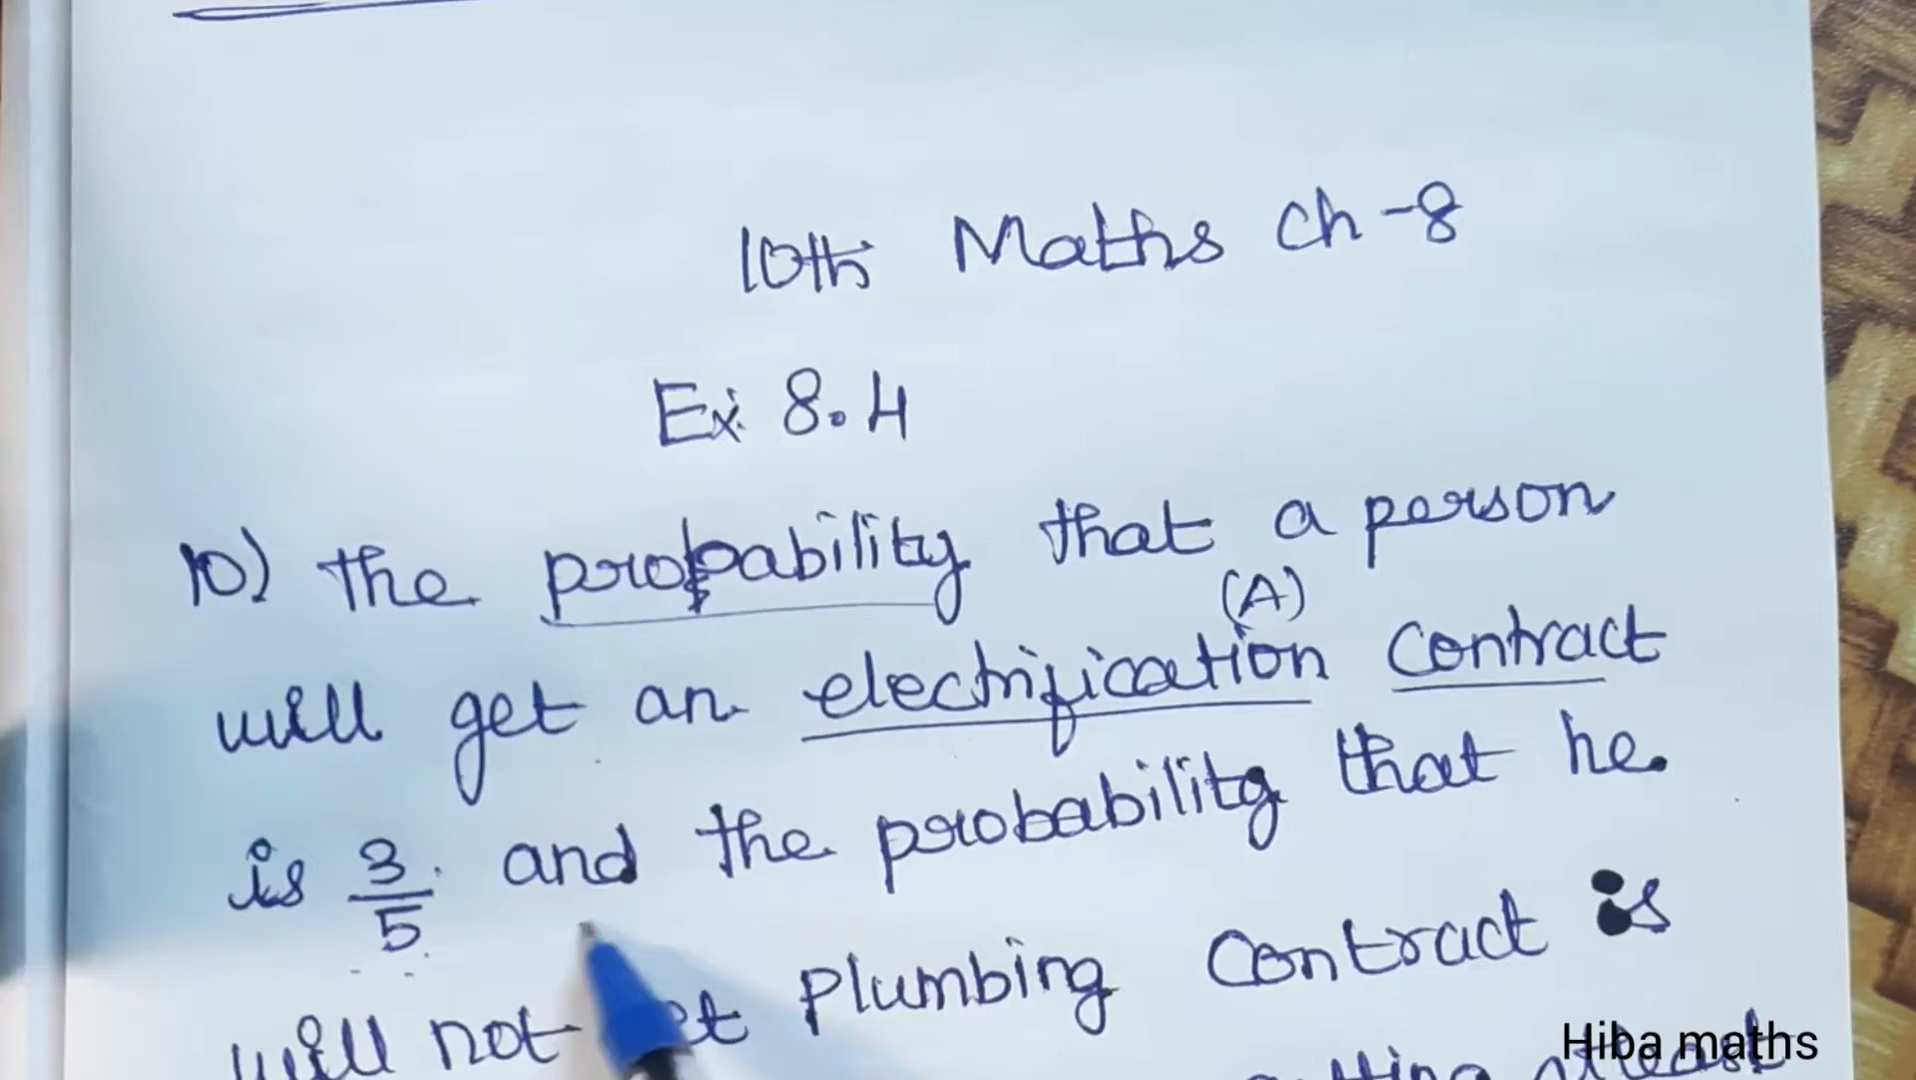 10th Maths Ch-8
Ex 8.4
10) the probability that a person
(A)
will get an electrification contract
is 3/5 and the probability that he
will not plumbing contract is
atleast
Hiba maths